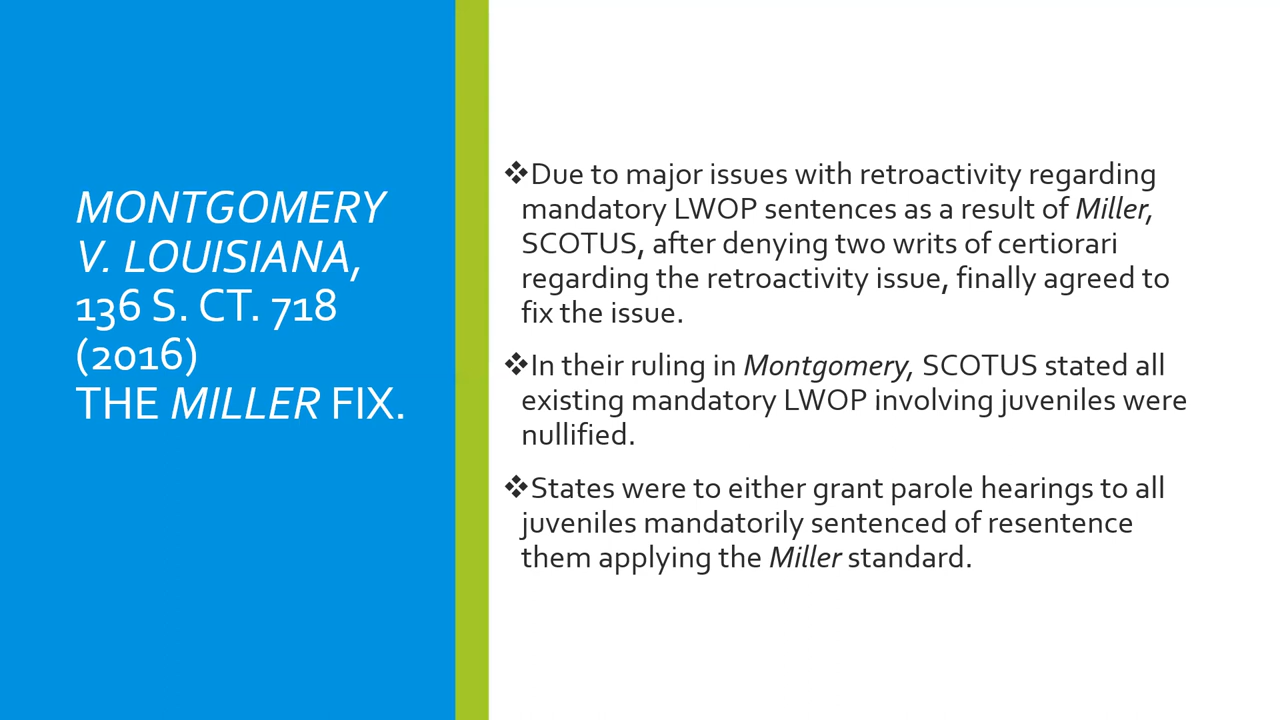 MONTGOMERY
V. LOUISIANA,
136 S. CT. 718
(2016)
THE MILLER FIX.
❖Due to major issues with retroactivity regarding
mandatory LWOP sentences as a result of Miller,
SCOTUS, after denying two writs of certiorari
regarding the retroactivity issue, finally agreed to
fix the issue.
❖In their ruling in Montgomery, SCOTUS stated all
existing mandatory LWOP involving juveniles were
nullified.
❖States were to either grant parole hearings to all
juveniles mandatorily sentenced of resentence
them applying the Miller standard.